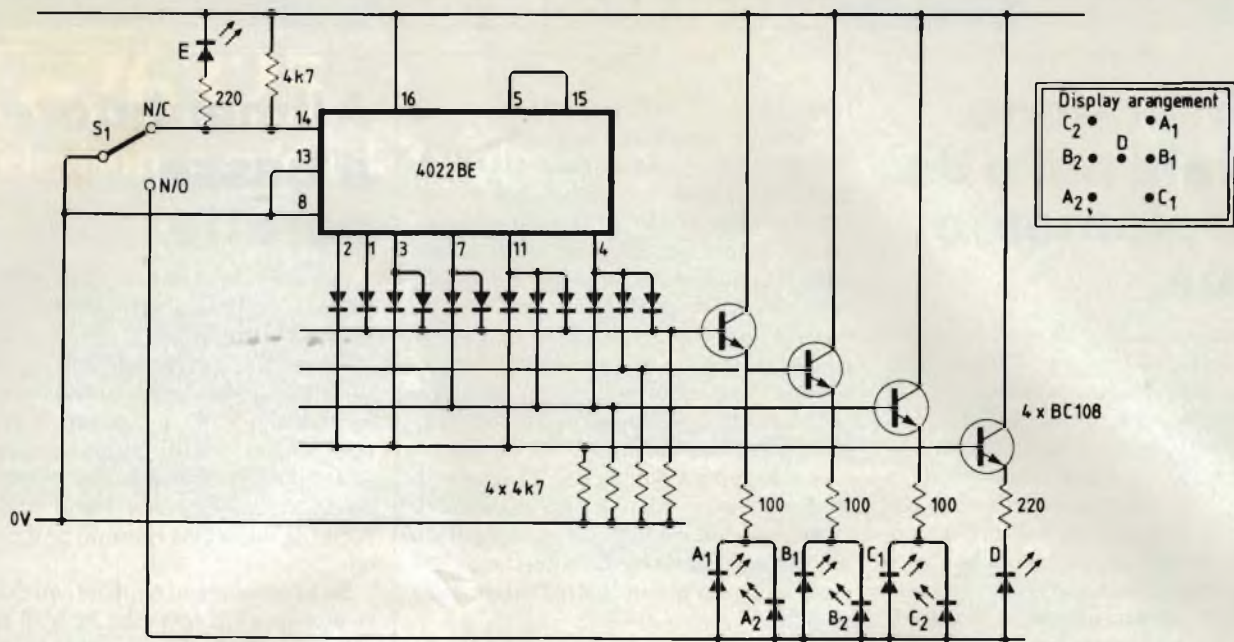 E
220
4k7
N/C
S1
N/O
14
13
8
16
5
15
4022BE
2
1
3
7
11
4
Display arangement
C2
A1
D
B2
B1
A2
C1
4 x BC108
4 x 4k7
0V
100
100
100
220
A1
A2
B1
B2
C1
C2
D